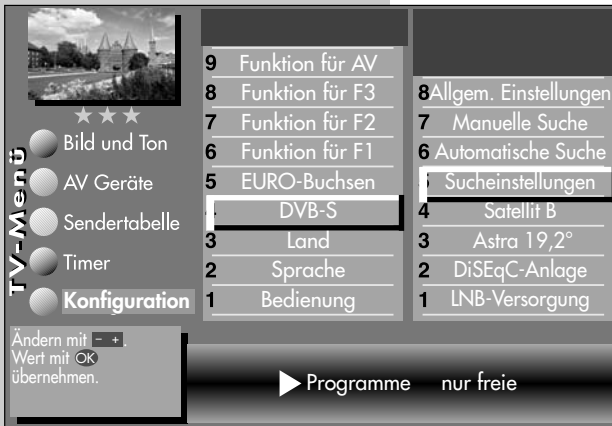 TV-Menü
Bild und Ton
AV Geräte
Sendertabelle
Timer
Konfiguration
9 Funktion für AV
8 Funktion für F3
7 Funktion für F2
6 Funktion für F1
5 EURO-Buchsen
4 DVB-S
3 Land
2 Sprache
1 Bedienung
8 Allgem. Einstellungen
7 Manuelle Suche
6 Automatische Suche
5 Sucheinstellungen
4 Satellit B
3 Astra 19,2°
2 DiSEqC-Anlage
1 LNB-Versorgung
Ändern mit - + .
Wert mit OK
übernehmen.
Programme nur freie